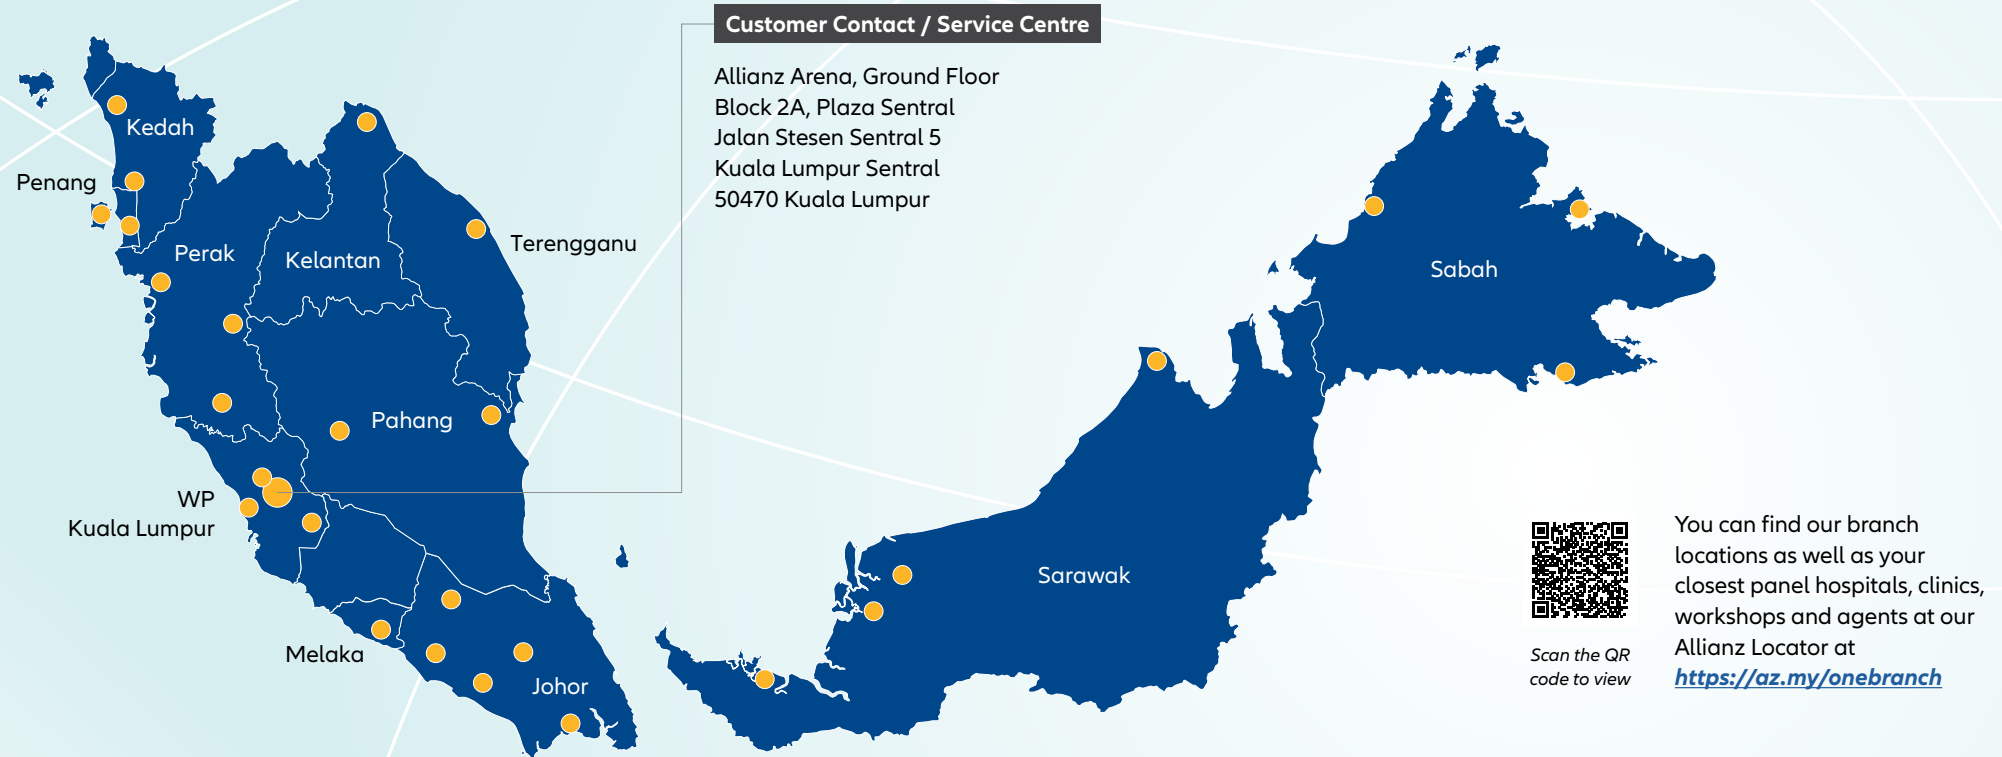 Customer Contact / Service Centre
Allianz Arena, Ground Floor
Block 2A, Plaza Sentral
Jalan Stesen Sentral 5
Kuala Lumpur Sentral
50470 Kuala Lumpur
Kedah
Penang
Perak
Kelantan
Terengganu
Pahang
WP
Kuala Lumpur
Melaka
Johor
Sabah
Sarawak
Scan the QR
code to view
You can find our branch
locations as well as your
closest panel hospitals, clinics,
workshops and agents at our
Allianz Locator at
https://az.my/onebranch